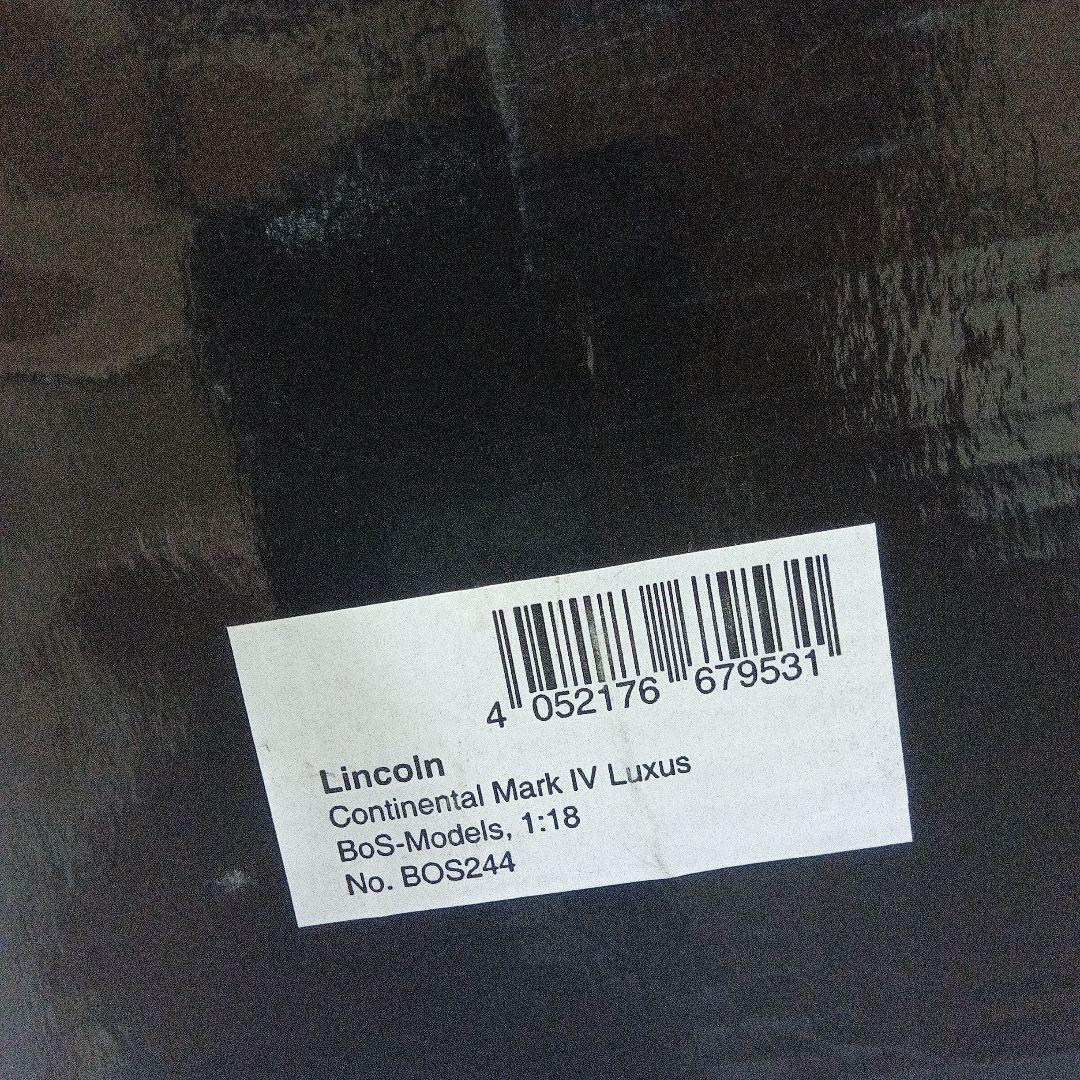 4 052176 679531
Lincoln
Continental Mark IV Luxus
BoS-Models, 1:18
No. BOS244